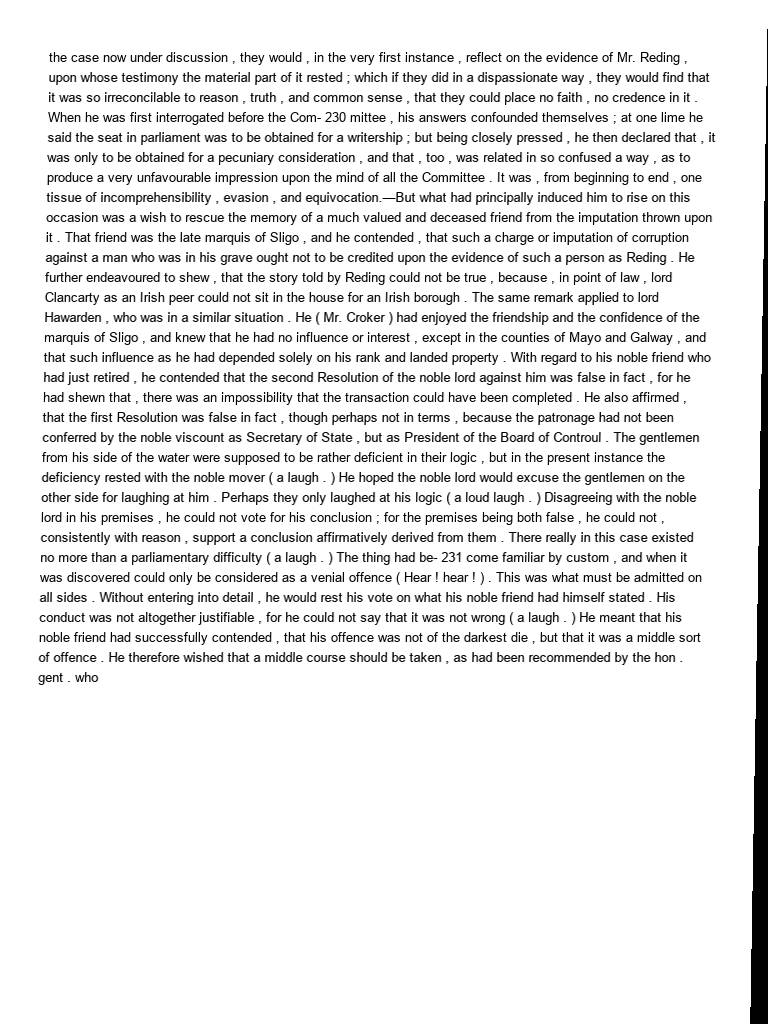 the case now under discussion , they would , in the very first instance , reflect on the evidence of Mr. Reding ,
upon whose testimony the material part of it rested ; which if they did in a dispassionate way , they would find that
it was so irreconcilable to reason , truth , and common sense , that they could place no faith , no credence in it .
When he was first interrogated before the Com- 230 mittee , his answers confounded themselves ; at one lime he
said the seat in parliament was to be obtained for a writership ; but being closely pressed , he then declared that , it
was only to be obtained for a pecuniary consideration , and that , too , was related in so confused a way , as to
produce a very unfavourable impression upon the mind of all the Committee . It was , from beginning to end , one
tissue of incomprehensibility , evasion , and equivocation.—But what had principally induced him to rise on this
occasion was a wish to rescue the memory of a much valued and deceased friend from the imputation thrown upon
it . That friend was the late marquis of Sligo , and he contended , that such a charge or imputation of corruption
against a man who was in his grave ought not to be credited upon the evidence of such a person as Reding . He
further endeavoured to shew , that the story told by Reding could not be true , because , in point of law , lord
Clancarty as an Irish peer could not sit in the house for an Irish borough . The same remark applied to lord
Hawarden , who was in a similar situation . He ( Mr. Croker ) had enjoyed the friendship and the confidence of the
marquis of Sligo , and knew that he had no influence or interest , except in the counties of Mayo and Galway , and
that such influence as he had depended solely on his rank and landed property . With regard to his noble friend who
had just retired , he contended that the second Resolution of the noble lord against him was false in fact , for he
had shewn that , there was an impossibility that the transaction could have been completed . He also affirmed ,
that the first Resolution was false in fact , though perhaps not in terms , because the patronage had not been
conferred by the noble viscount as Secretary of State , but as President of the Board of Controul . The gentlemen
from his side of the water were supposed to be rather deficient in their logic , but in the present instance the
deficiency rested with the noble mover ( a laugh . ) He hoped the noble lord would excuse the gentlemen on the
other side for laughing at him . Perhaps they only laughed at his logic ( a loud laugh . ) Disagreeing with the noble
lord in his premises , he could not vote for his conclusion ; for the premises being both false , he could not ,
consistently with reason , support a conclusion affirmatively derived from them . There really in this case existed
no more than a parliamentary difficulty ( a laugh . ) The thing had be- 231 come familiar by custom , and when it
was discovered could only be considered as a venial offence ( Hear ! hear ! ) . This was what must be admitted on
all sides . Without entering into detail , he would rest his vote on what his noble friend had himself stated . His
conduct was not altogether justifiable , for he could not say that it was not wrong ( a laugh . ) He meant that his
noble friend had successfully contended , that his offence was not of the darkest die , but that it was a middle sort
of offence . He therefore wished that a middle course should be taken , as had been recommended by the hon .
gent . who